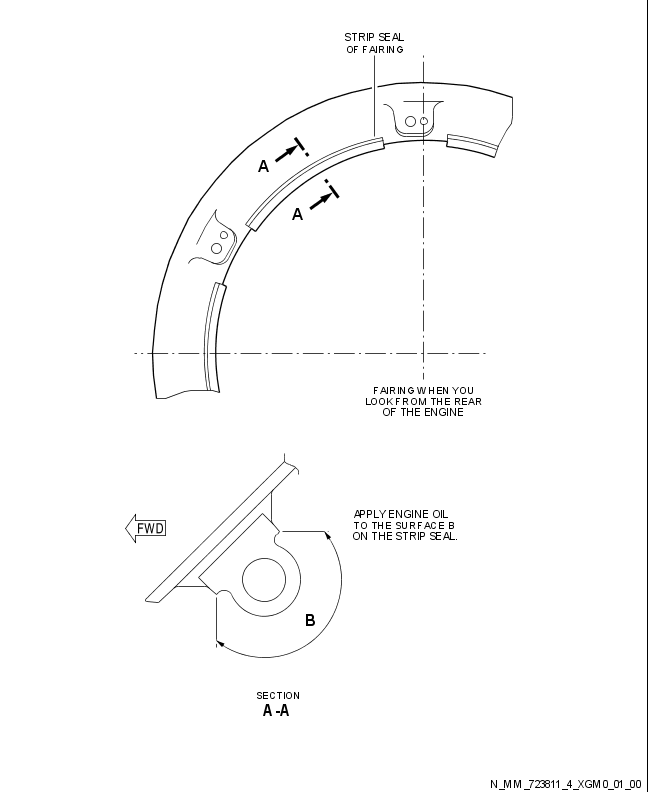 STRIP SEAL
OF FAIRING
A
A
FAIRING WHEN YOU
LOOK FROM THE REAR
OF THE ENGINE
FWD
APPLY ENGINE OIL
TO THE SURFACE B
ON THE STRIP SEAL.
B
SECTION
A-A
N_MM_723811_4_XGM0_01_00